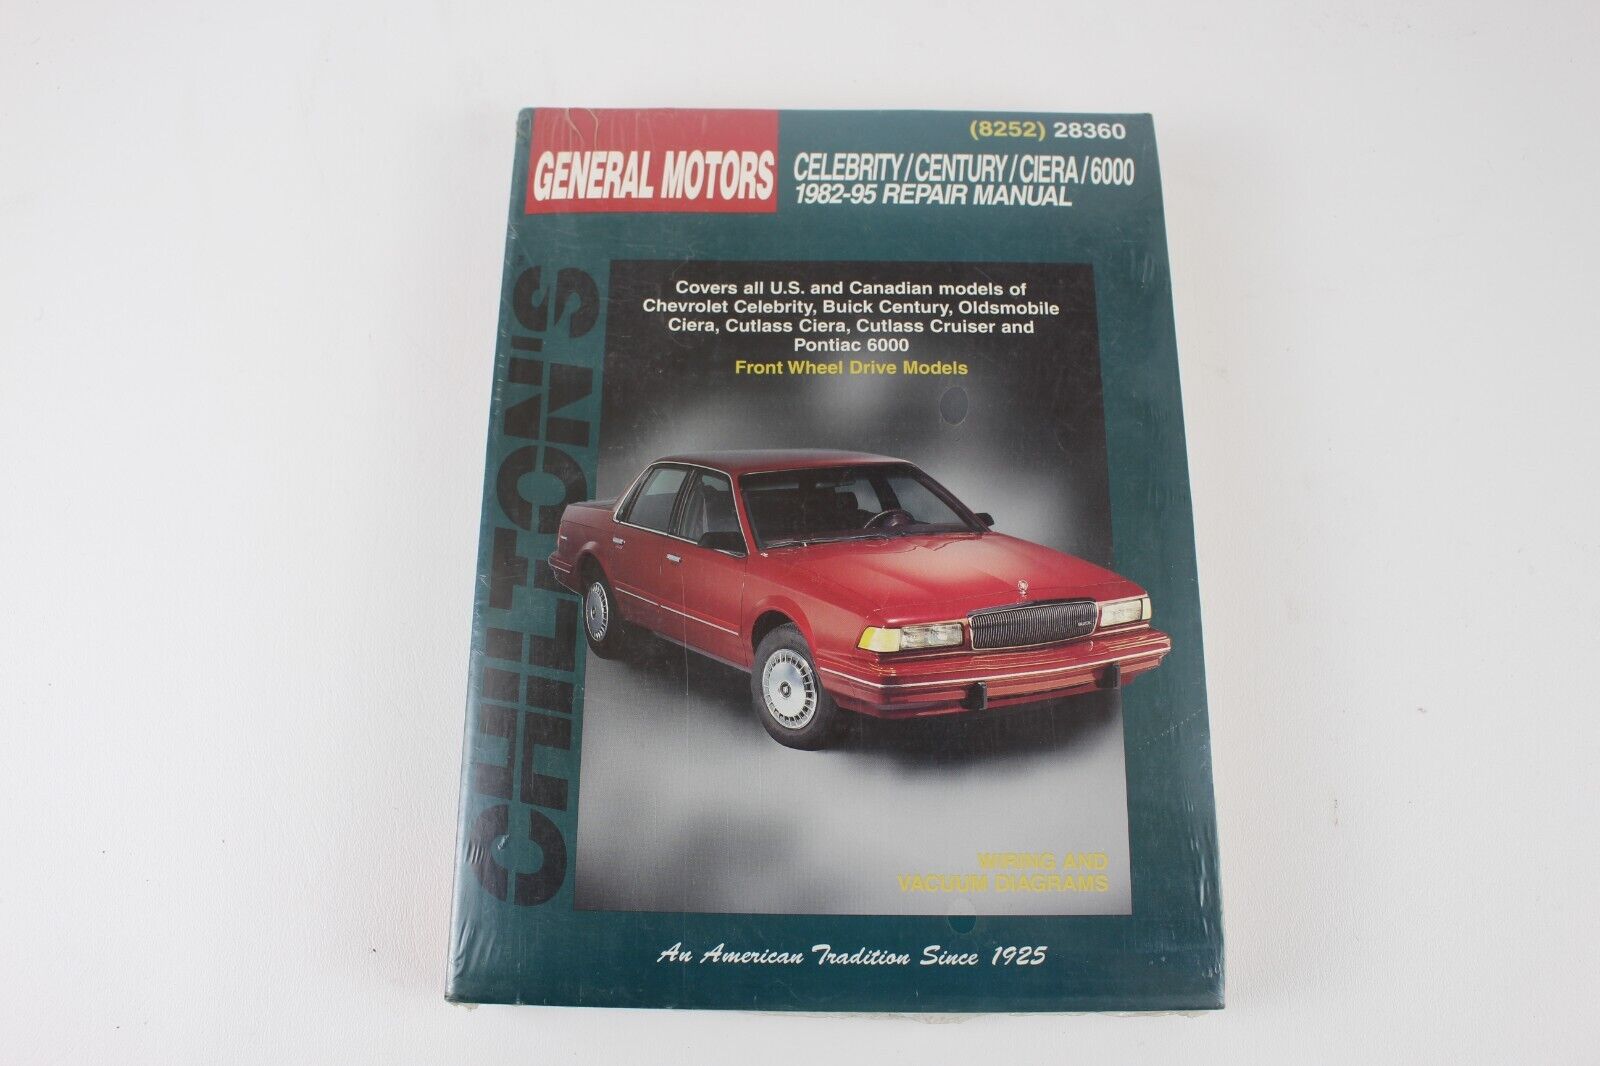 (8252) 28360
GENERAL MOTORS
CELEBRITY/CENTURY/CIERA/6000
1982-95 REPAIR MANUAL
Covers all U.S. and Canadian models of
Chevrolet Celebrity, Buick Century, Oldsmobile
Ciera, Cutlass Ciera, Cutlass Cruiser and
Pontiac 6000
Front Wheel Drive Models
CHILTON'S
BUICK
WIRING AND
VACUUM DIAGRAMS
An American Tradition Since 1925